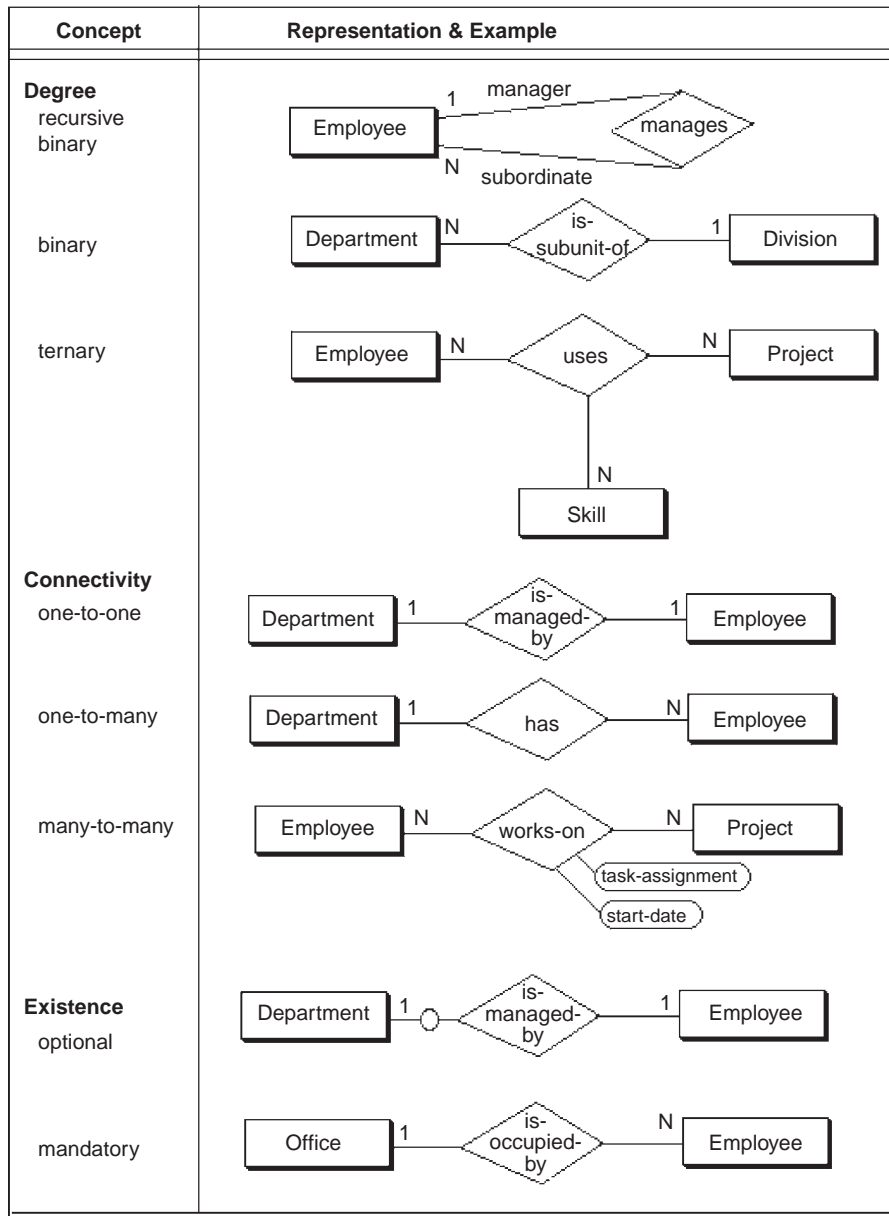 Concept Representation & Example
Degree
recursive
binary
Employee
1
manager
manages
N
subordinate
binary
Department
N
is-
subunit-of
1
Division
ternary
Employee
N
uses
N
Project
N
Skill
Connectivity
one-to-one
Department
1
is-
managed-
by
1
Employee
one-to-many
Department
1
has
N
Employee
many-to-many
Employee
N
works-on
N
Project
task-assignment
start-date
Existence
optional
Department
1
is-
managed-
by
1
Employee
mandatory
Office
1
is-
occupied-
by
N
Employee